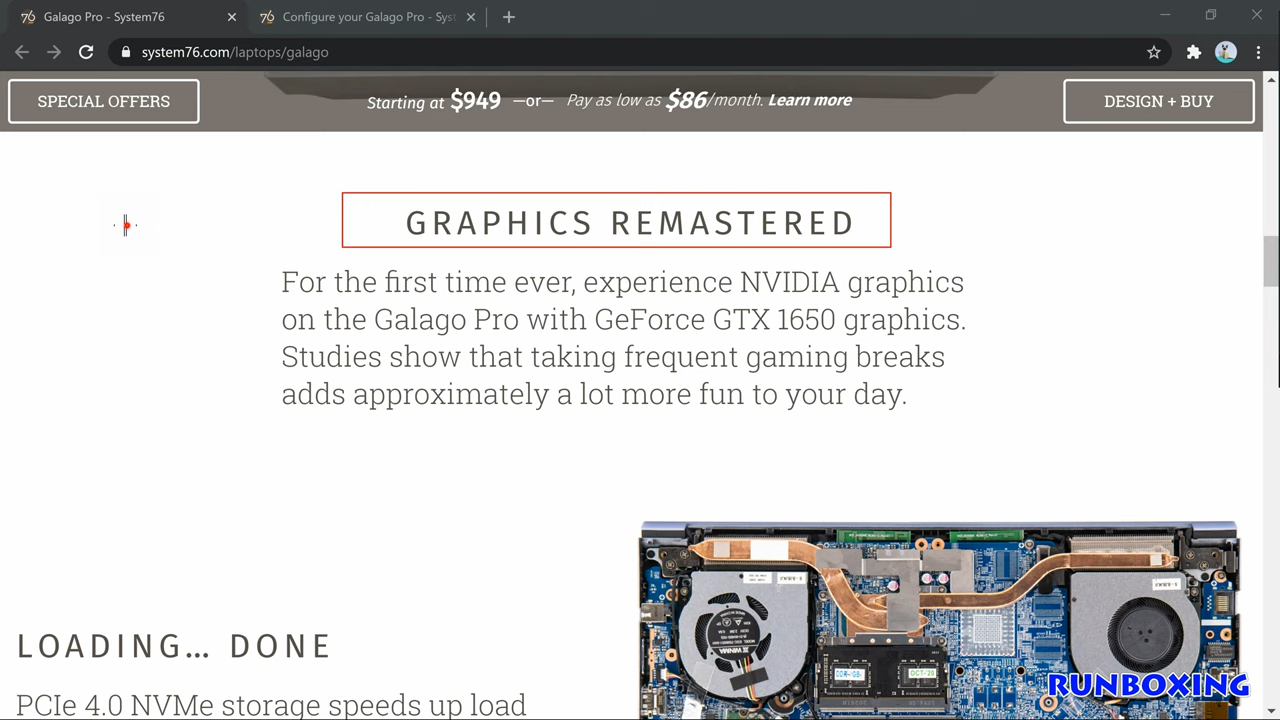 Galago Pro - System76
Configure your Galago Pro - Syst
system76.com/laptops/galago
SPECIAL OFFERS
Starting at $949 —or— Pay as low as $86/month. Learn more
DESIGN + BUY
GRAPHICS REMASTERED
For the first time ever, experience NVIDIA graphics
on the Galago Pro with GeForce GTX 1650 graphics.
Studies show that taking frequent gaming breaks
adds approximately a lot more fun to your day.
LOADING... DONE
PCIe 4.0 NVMe storage speeds up load
RUNBOXING